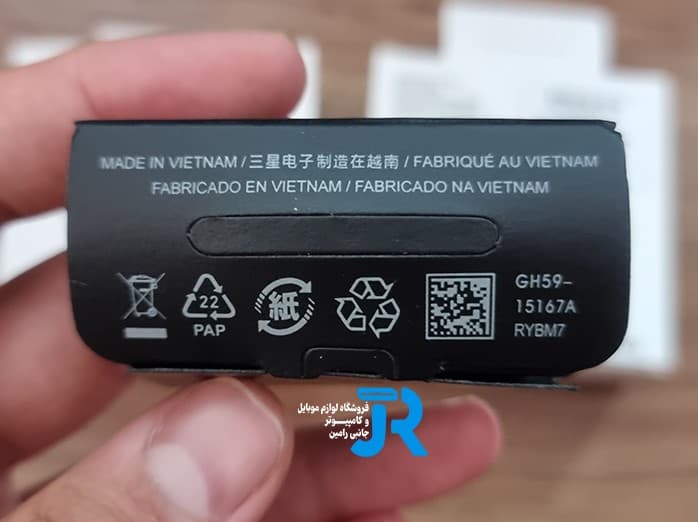 MADE IN VIETNAM / 三星电子制造在越南 / FABRIQUÉ AU VIETNAM
FABRICADO EN VIETNAM / FABRICADO NA VIETNAM
22
PAP
紙
GH59-
15167A
RYBM7
فروشگاه لوازم موبایل
و کامپیـــوتر
جانبی رامین
JR